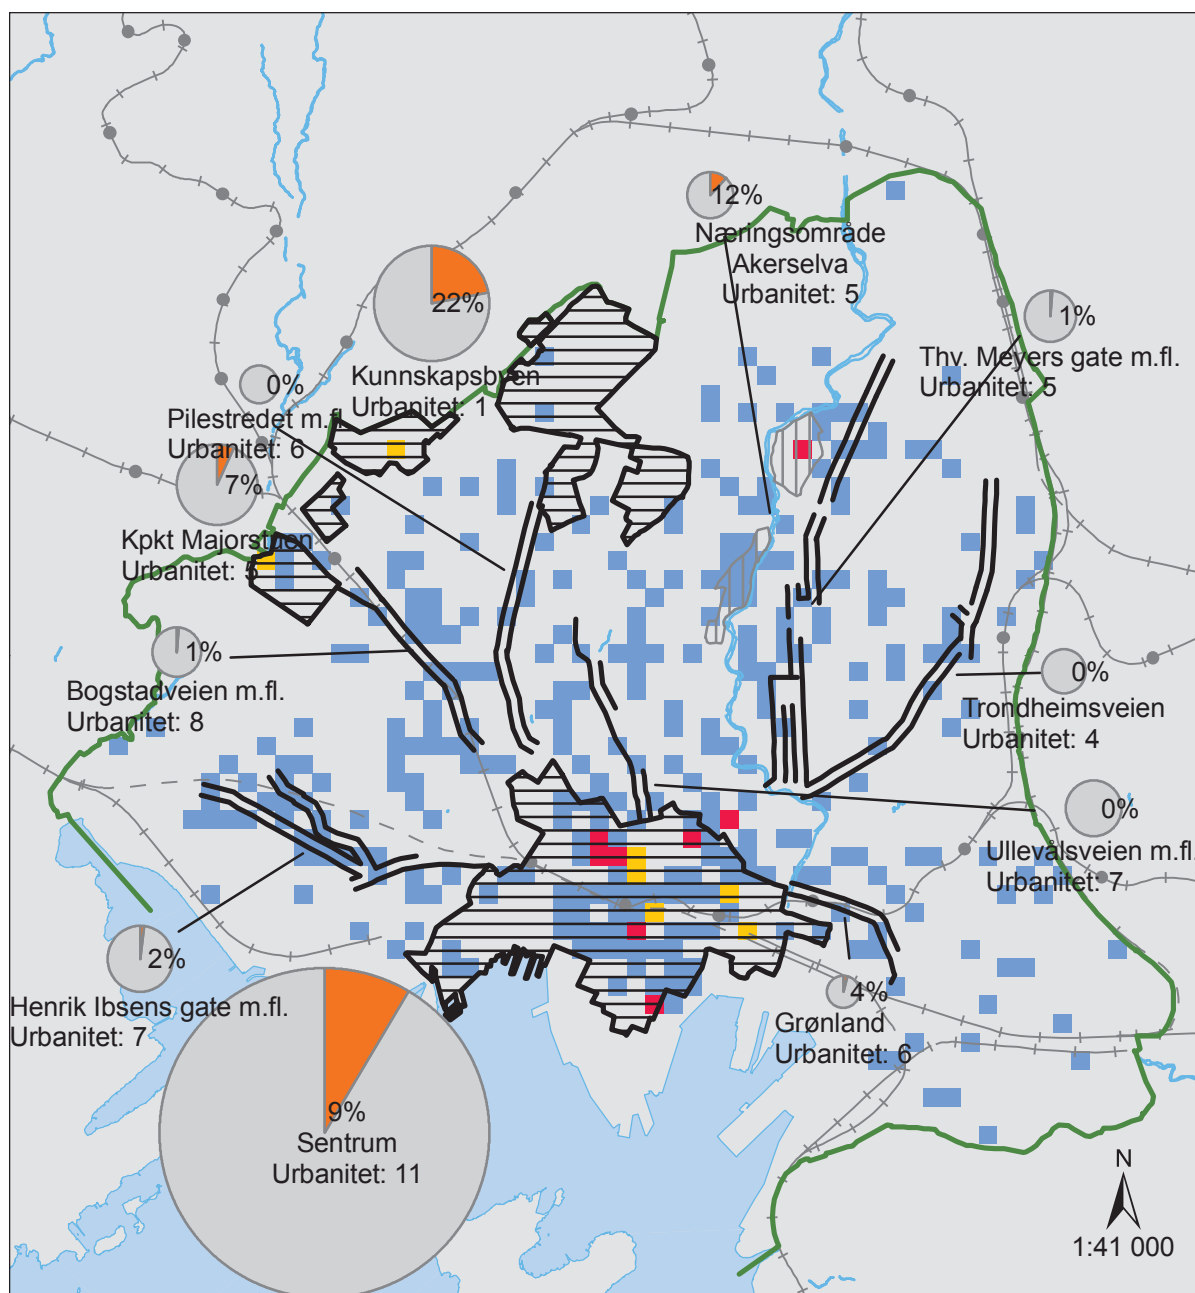 12%
Næringsområde
Akerselva
Urbanitet: 5
22%
Kunnskapsbyen
Urbanitet: 1
1%
Thv. Meyers gate m.fl.
Urbanitet: 5
0%
Pilestredet m.fl
Urbanitet: 6
7%
Kpkt Majorstuen
Urbanitet: 5
1%
Bogstadveien m.fl.
Urbanitet: 8
0%
Trondheimsveien
Urbanitet: 4
0%
Ullevålsveien m.fl.
Urbanitet: 7
2%
Henrik Ibsens gate m.fl.
Urbanitet: 7
4%
Grønland
Urbanitet: 6
9%
Sentrum
Urbanitet: 11
N
1:41 000